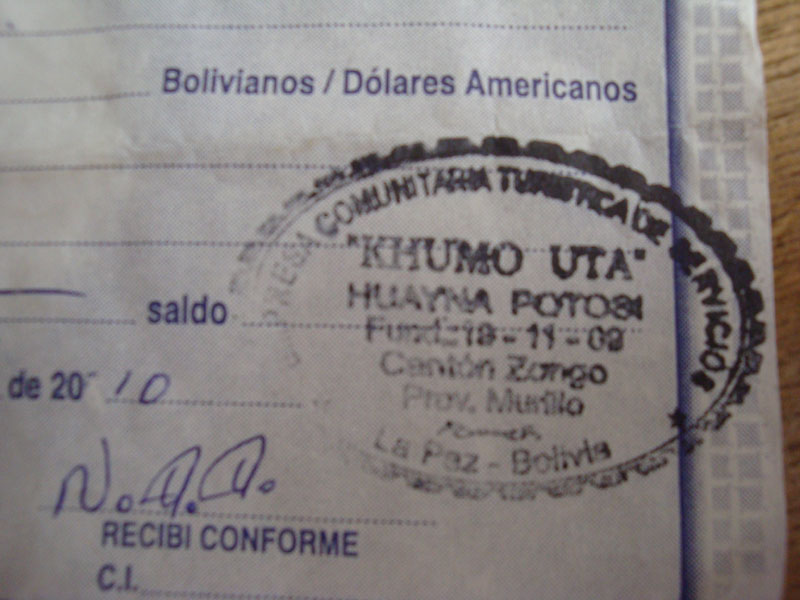 Bolivianos / Dólares Americanos
EMPRESA COMUNITARIA TURISTICA DE SERVICIOS
"KHUMO UTA"
HUAYNA POTOSI
Fund.: 19 - 11 - 09
Cantón Zongo
Prov. Murillo
La Paz - Bolivia
saldo
de 20 10
RECIBI CONFORME
C.I.